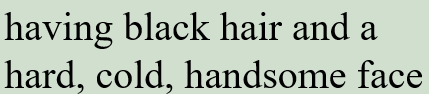 having black hair and a
hard, cold, handsome face